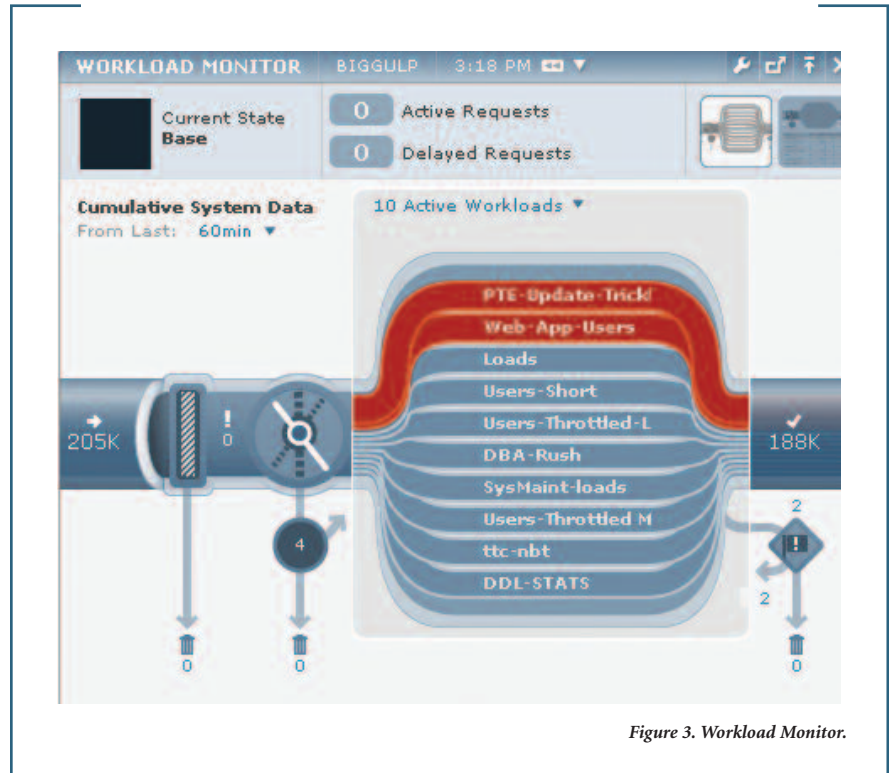 WORKLOAD MONITOR BIGGULP 3:18 PM
Current State
Base
0 Active Requests
0 Delayed Requests
Cumulative System Data
From Last: 60min
10 Active Workloads
PTE-Update-Trickl
Web-App-Users
Loads
Users-Short
Users-Throttled-L
DBA-Rush
SysMaint-loads
Users-Throttled M
ttc-nbt
DDL-STATS
205K
!
0
188K
4
2
!
2
0
0
0
Figure 3. Workload Monitor.